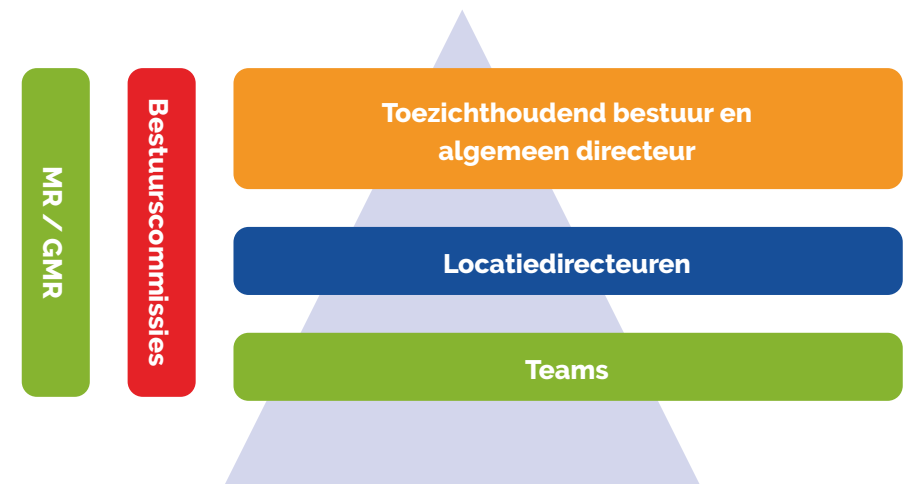 MR / GMR
Bestuurscommissies
Toezichthoudend bestuur en
algemeen directeur
Locatiedirecteuren
Teams